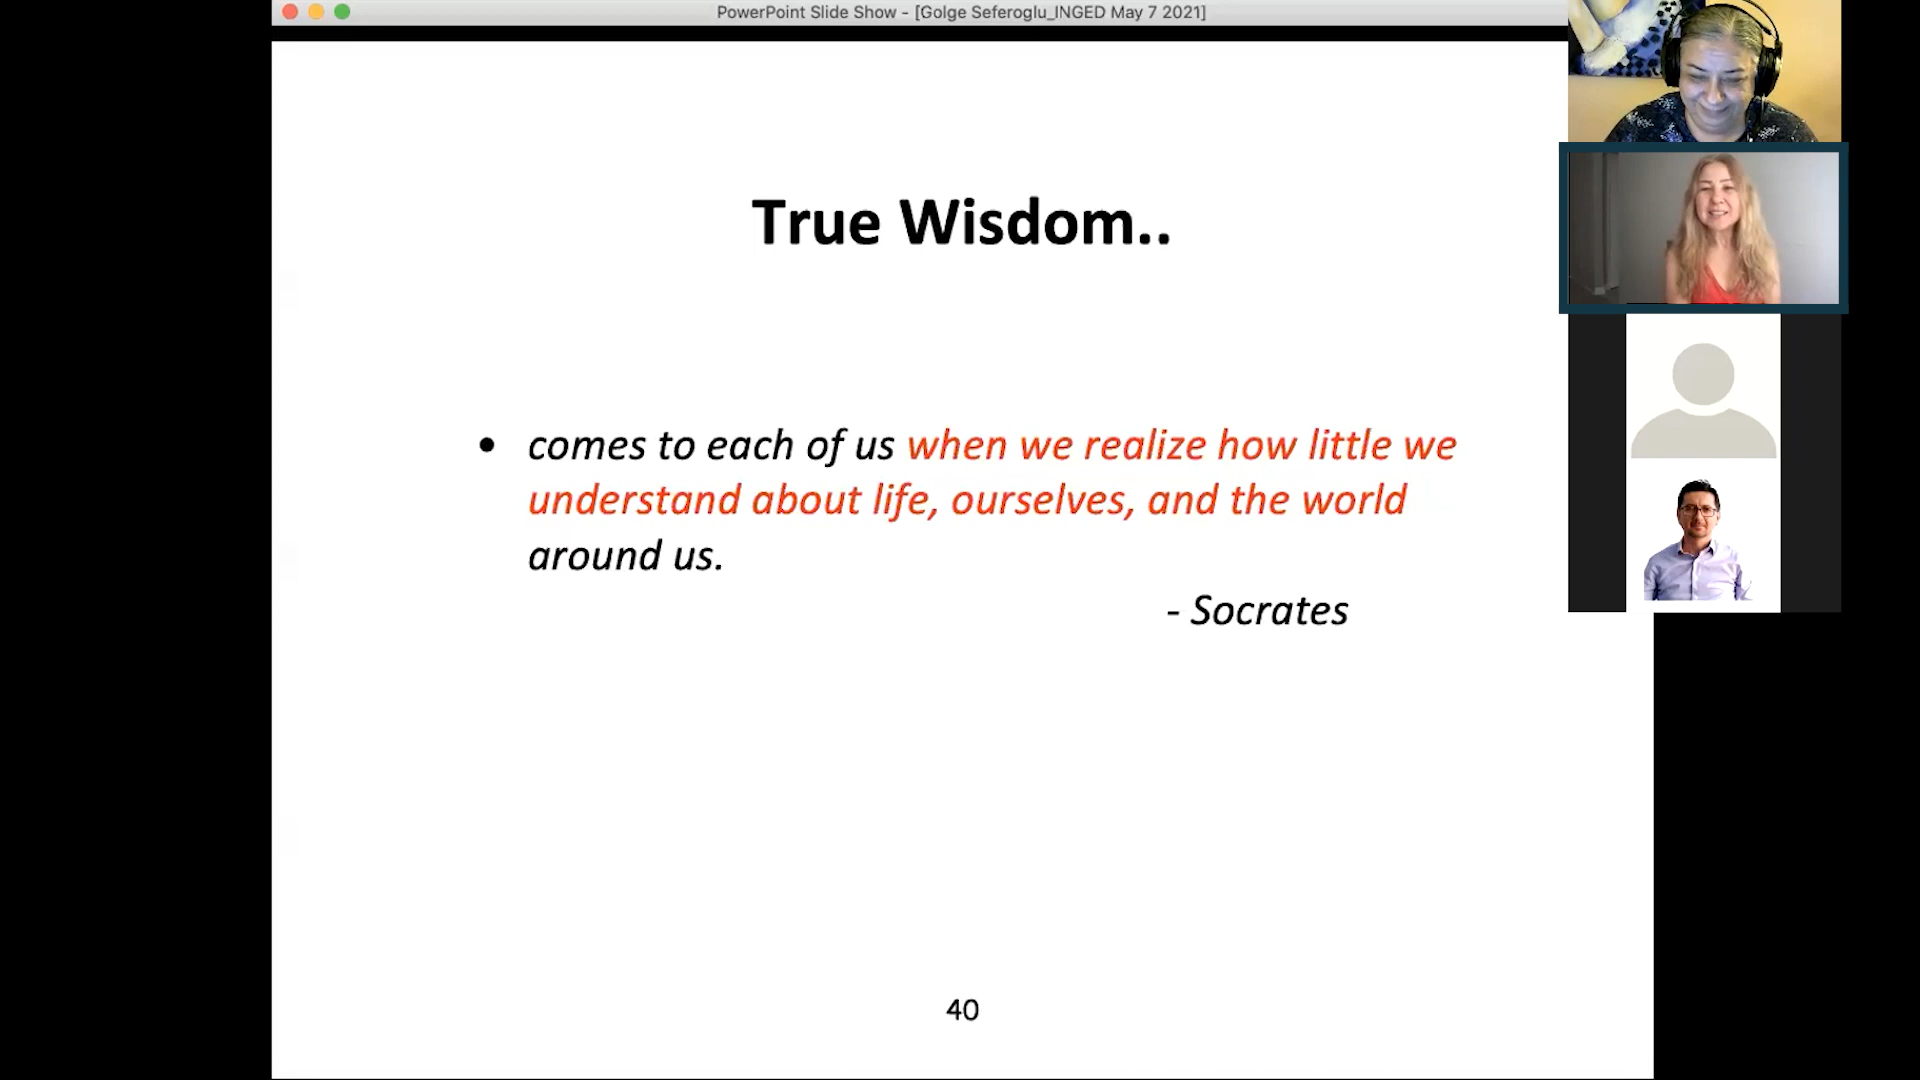 PowerPoint Slide Show - [Golge Seferoglu_INGED May 7 2021]
True Wisdom..
• comes to each of us when we realize how little we
understand about life, ourselves, and the world
around us.
- Socrates
40